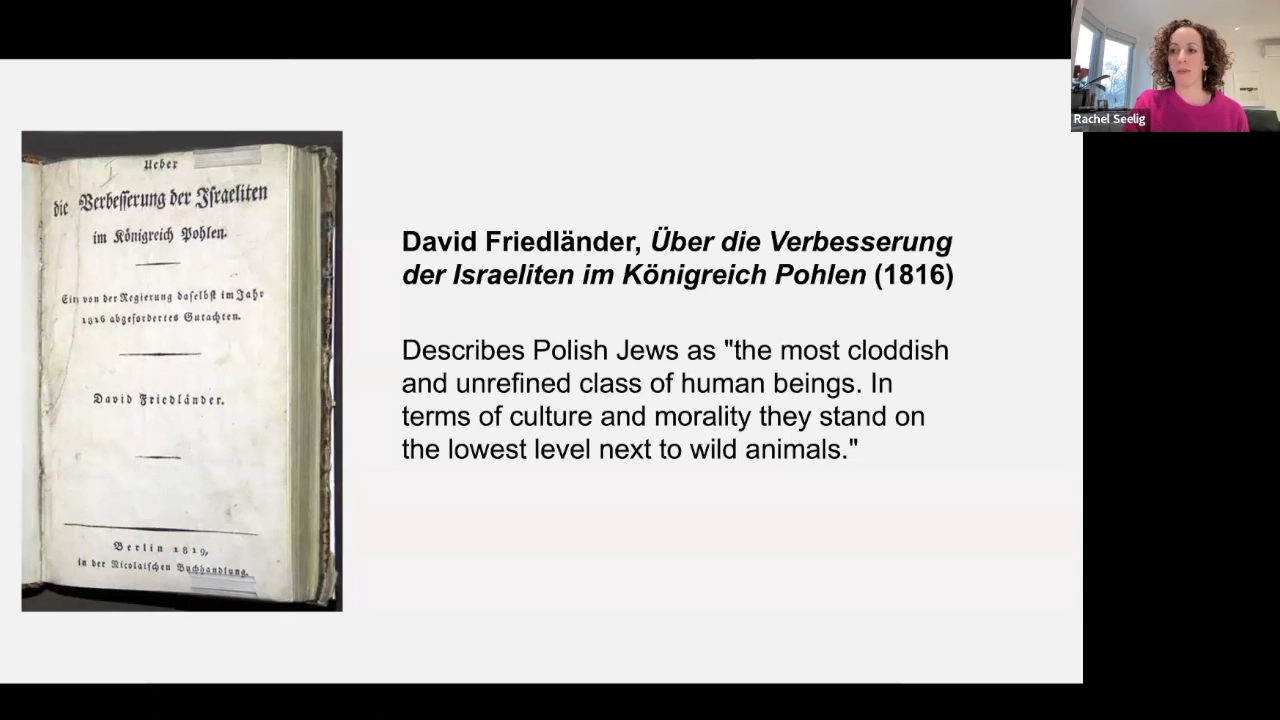 Ueber
die Verbesserung der Israeliten
im Königreich Pohlen.
Ein von der Regierung daselbst im Jahr
1816 abgefordertes Gutachten.
David Friedländer.
Berlin 1819,
in der Nicolaischen Buchhandlung.
David Friedländer, Über die Verbesserung
der Israeliten im Königreich Pohlen (1816)
Describes Polish Jews as "the most cloddish
and unrefined class of human beings. In
terms of culture and morality they stand on
the lowest level next to wild animals."
Rachel Seelig